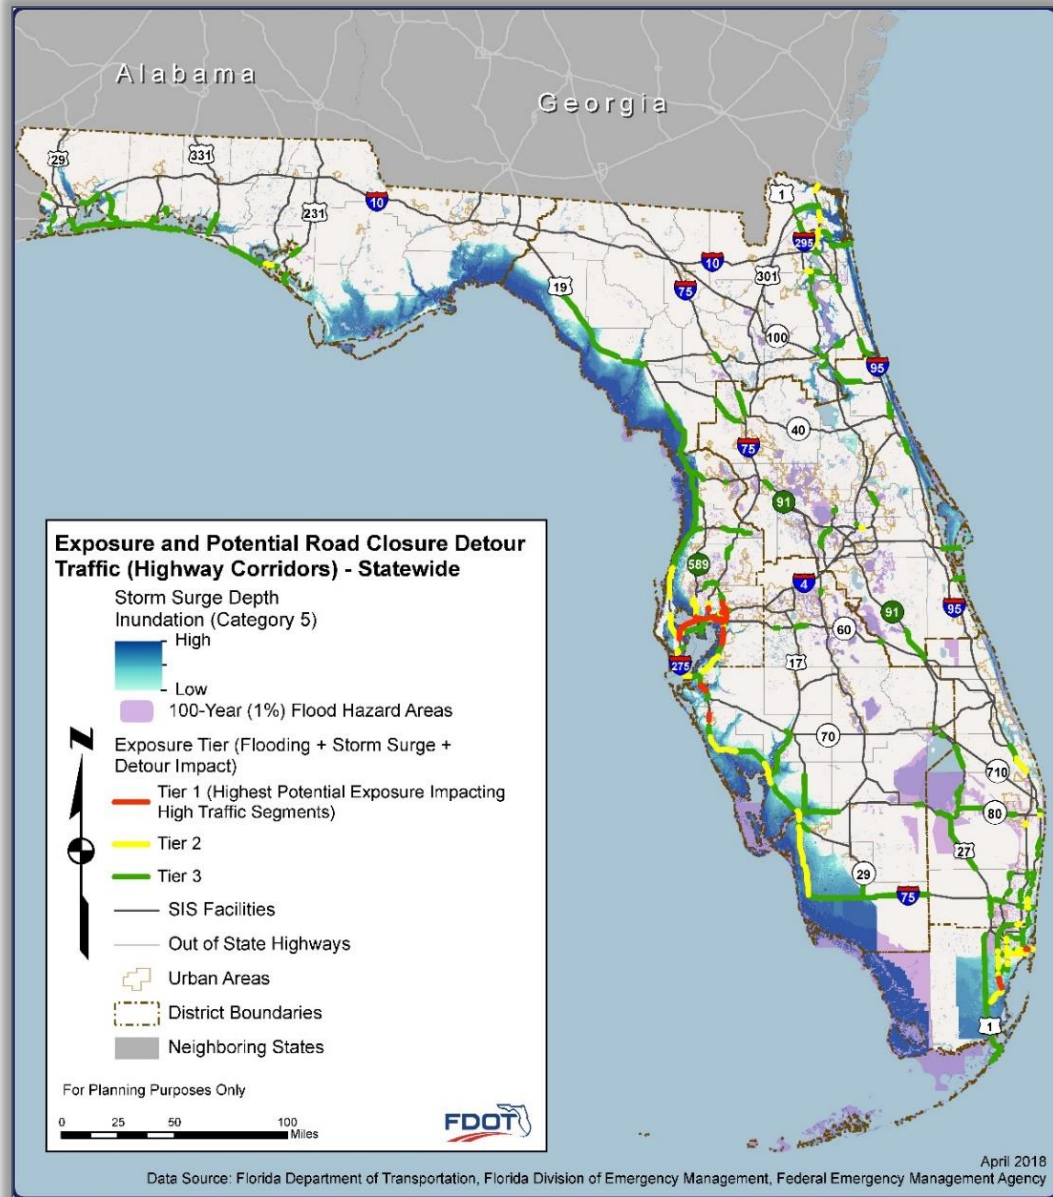 Alabama
Georgia
29
331
231
10
1
295
10
301
19
75
100
95
40
75
91
589
4
95
91
60
275
17
70
710
80
27
29
75
1
Exposure and Potential Road Closure Detour
Traffic (Highway Corridors) - Statewide
Storm Surge Depth
Inundation (Category 5)
High
Low
100-Year (1%) Flood Hazard Areas
Exposure Tier (Flooding + Storm Surge +
Detour Impact)
Tier 1 (Highest Potential Exposure Impacting
High Traffic Segments)
Tier 2
Tier 3
SIS Facilities
Out of State Highways
Urban Areas
District Boundaries
Neighboring States
N
For Planning Purposes Only
0 25 50 100
Miles
FDOT
April 2018
Data Source: Florida Department of Transportation, Florida Division of Emergency Management, Federal Emergency Management Agency